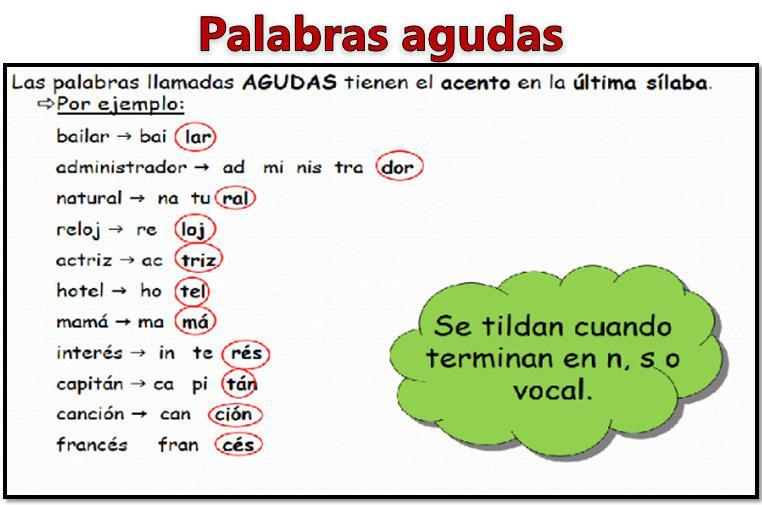 Palabras agudas
Las palabras llamadas AGUDAS tienen el acento en la última sílaba.
⇨Por ejemplo:
bailar → bai lar
administrador → ad mi nis tra dor
natural → na tu ral
reloj → re loj
actriz → ac triz
hotel → ho tel
mamá → ma má
interés → in te rés
capitán → ca pi tán
canción → can ción
francés fran cés
Se tildan cuando
terminan en n, s o
vocal.